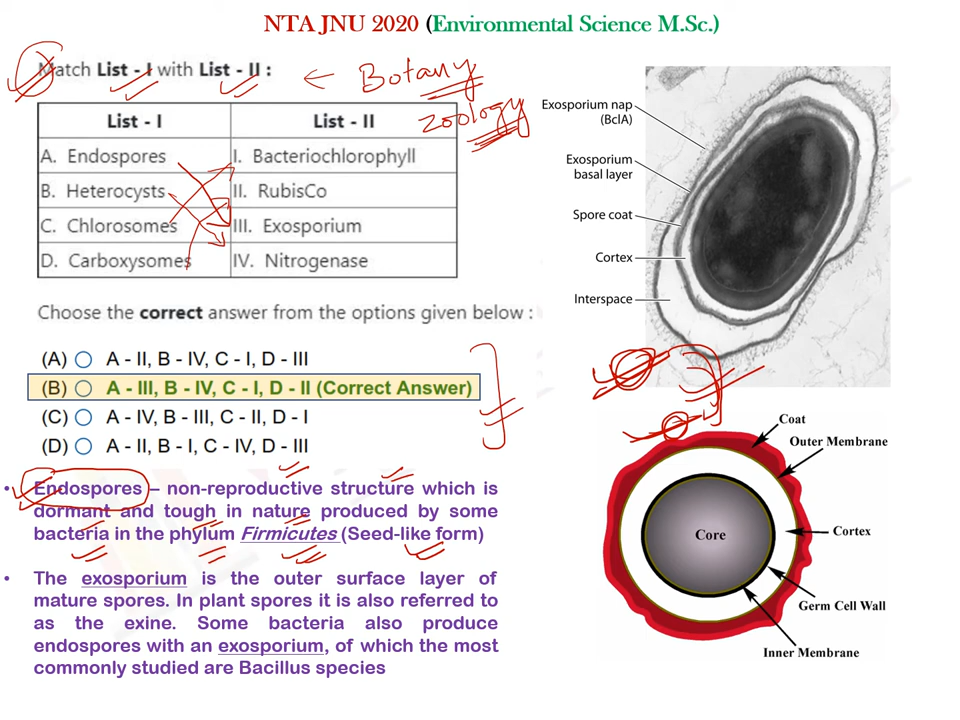 NTA JNU 2020 (Environmental Science M.Sc.)
Match List - I with List - II :
← Botany
Zoology
List - I List - II
A. Endospores I. Bacteriochlorophyll
B. Heterocysts II. RubisCo
C. Chlorosomes III. Exosporium
D. Carboxysomes IV. Nitrogenase
Choose the correct answer from the options given below :
(A) A - II, B - IV, C - I, D - III
(B) A - III, B - IV, C - I, D - II (Correct Answer)
(C) A - IV, B - III, C - II, D - I
(D) A - II, B - I, C - IV, D - III
• Endospores – non-reproductive structure which is
dormant and tough in nature produced by some
bacteria in the phylum Firmicutes (Seed-like form)
• The exosporium is the outer surface layer of
mature spores. In plant spores it is also referred to
as the exine. Some bacteria also produce
endospores with an exosporium, of which the most
commonly studied are Bacillus species
Exosporium nap
(BclA)
Exosporium
basal layer
Spore coat
Cortex
Interspace
Coat
Outer Membrane
Core
Cortex
Germ Cell Wall
Inner Membrane